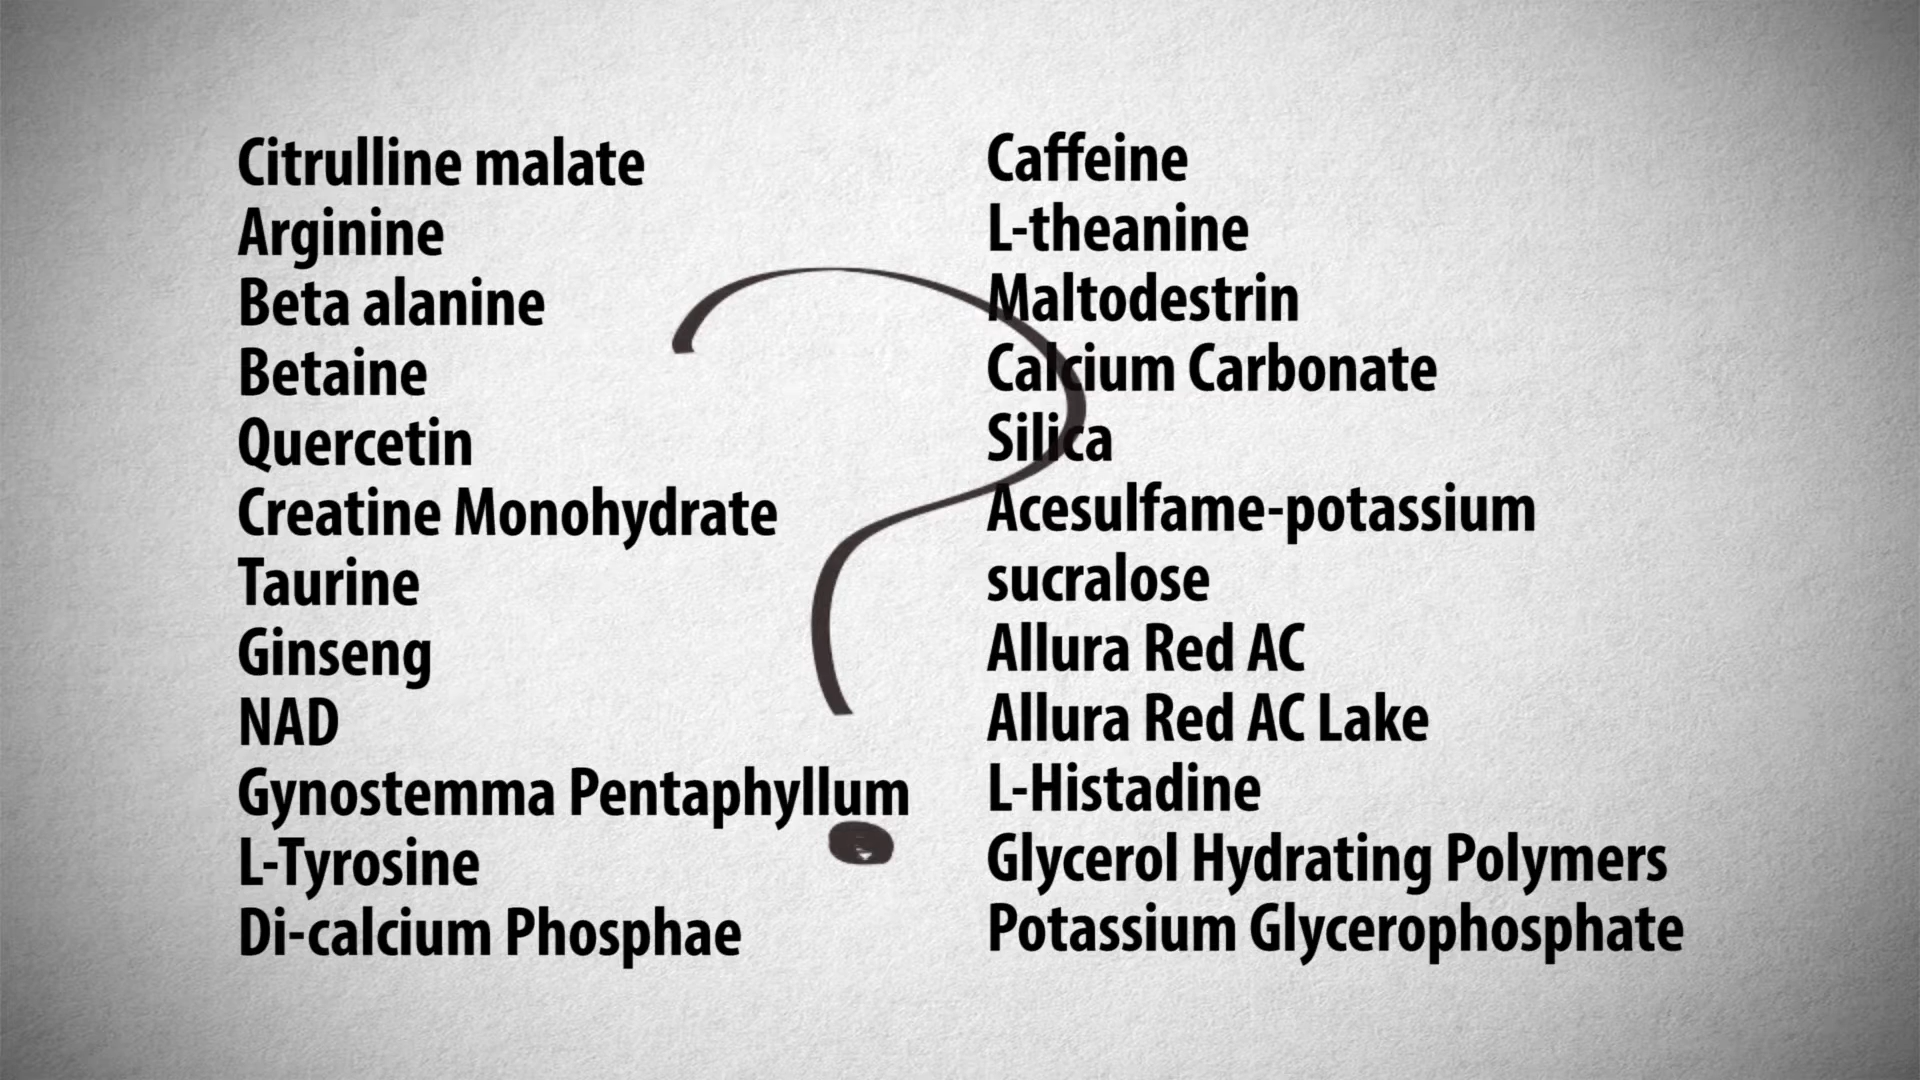 Citrulline malate
Arginine
Beta alanine
Betaine
Quercetin
Creatine Monohydrate
Taurine
Ginseng
NAD
Gynostemma Pentaphyllum
L-Tyrosine
Di-calcium Phosphae
Caffeine
L-theanine
Maltodestrin
Calcium Carbonate
Silica
Acesulfame-potassium
sucralose
Allura Red AC
Allura Red AC Lake
L-Histadine
Glycerol Hydrating Polymers
Potassium Glycerophosphate
?